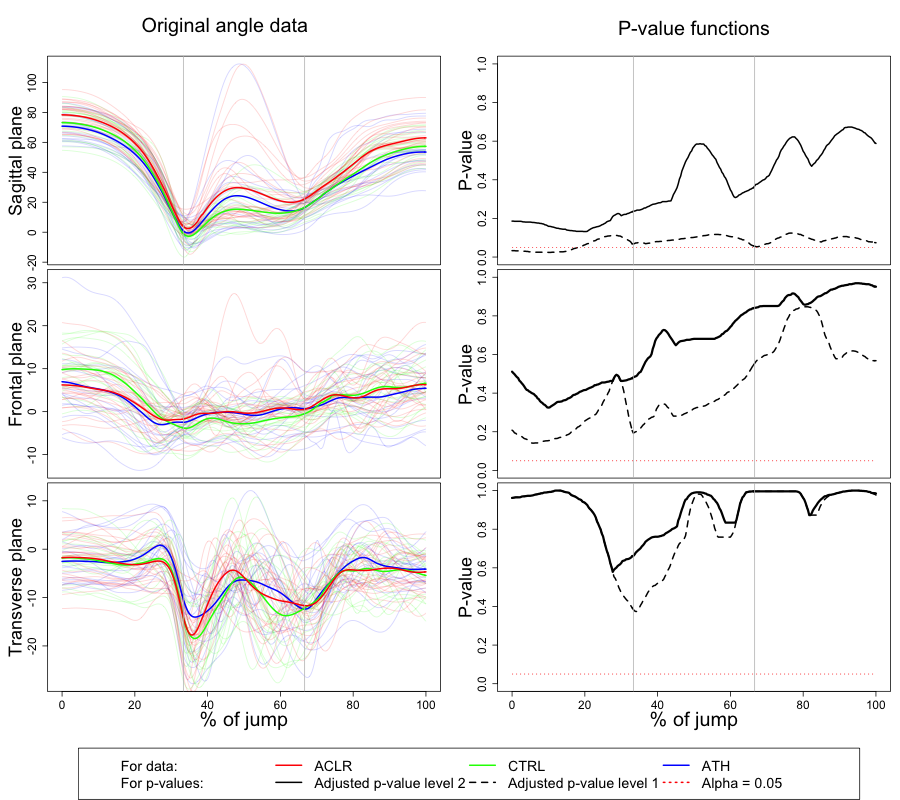 Original angle data
P-value functions
Sagittal plane
-20 0 20 40 60 80 100
P-value
0.0 0.2 0.4 0.6 0.8 1.0
Frontal plane
-10 0 10 20 30
P-value
0.0 0.2 0.4 0.6 0.8 1.0
Transverse plane
-20 -10 0 10
P-value
0.0 0.2 0.4 0.6 0.8 1.0
0 20 40 60 80 100
0 20 40 60 80 100
% of jump
% of jump
For data: ACLR CTRL ATH
For p-values: Adjusted p-value level 2 Adjusted p-value level 1 Alpha = 0.05